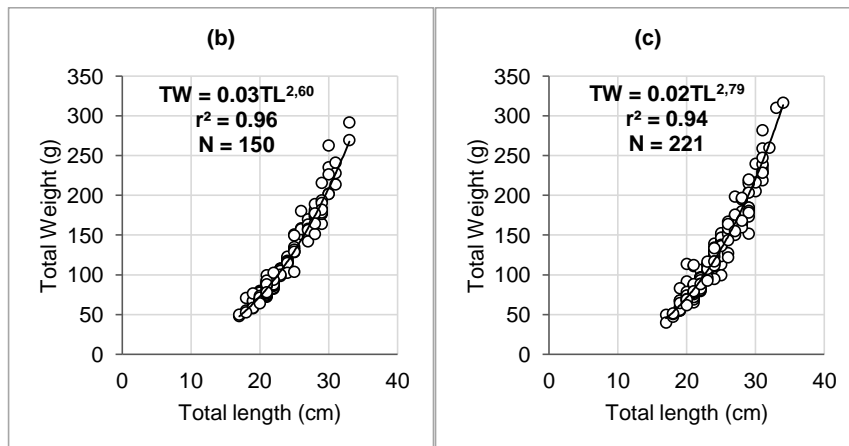 (b)
TW = 0.03TL2,60
r² = 0.96
N = 150
350
300
250
200
150
100
50
0
0 10 20 30 40
Total Weight (g)
Total length (cm)
(c)
TW = 0.02TL2,79
r² = 0.94
N = 221
350
300
250
200
150
100
50
0
0 10 20 30 40
Total Weight (g)
Total length (cm)